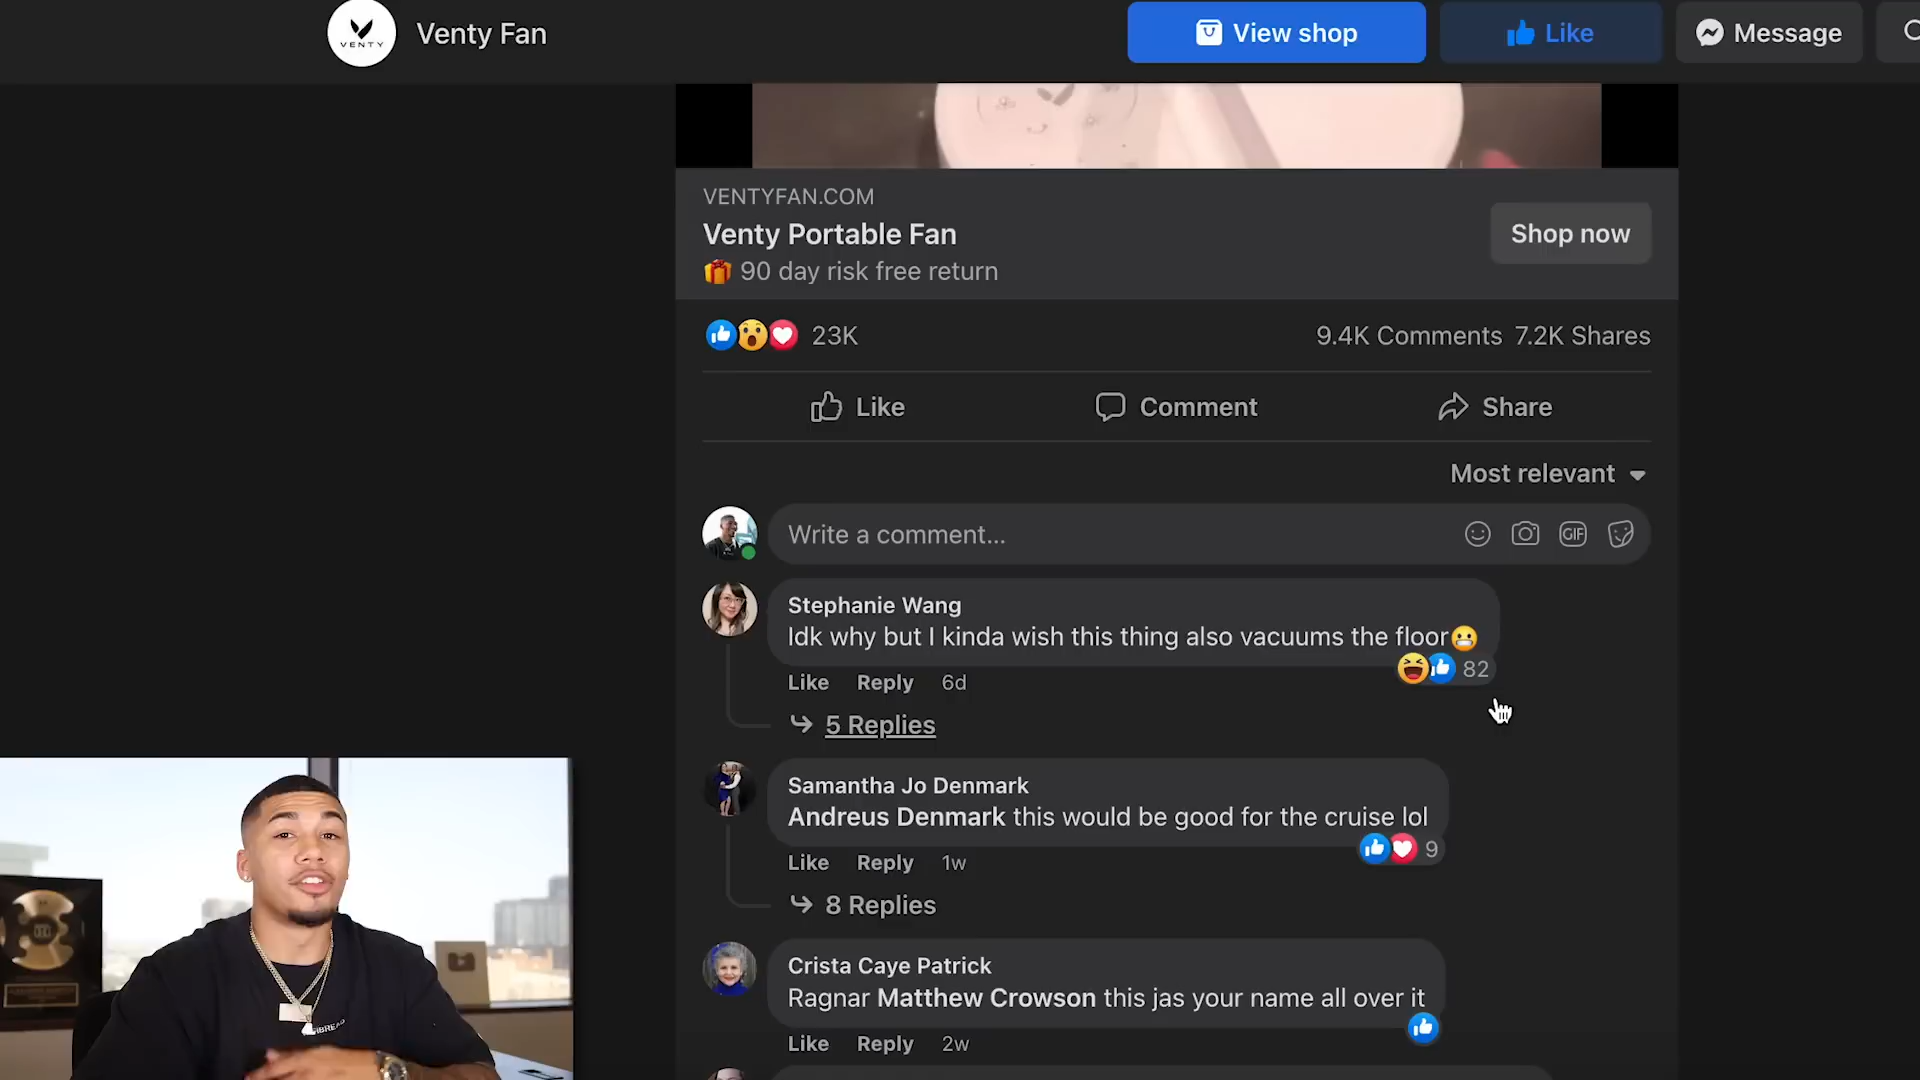 VENTY
Venty Fan
View shop
Like
Message
VENTYFAN.COM
Venty Portable Fan
Shop now
90 day risk free return
23K
9.4K Comments 7.2K Shares
Like
Comment
Share
Most relevant
Write a comment...
GIF
Stephanie Wang
Idk why but I kinda wish this thing also vacuums the floor
82
Like Reply 6d
5 Replies
Samantha Jo Denmark
Andreus Denmark this would be good for the cruise lol
9
Like Reply 1w
8 Replies
Crista Caye Patrick
Ragnar Matthew Crowson this jas your name all over it
Like Reply 2w